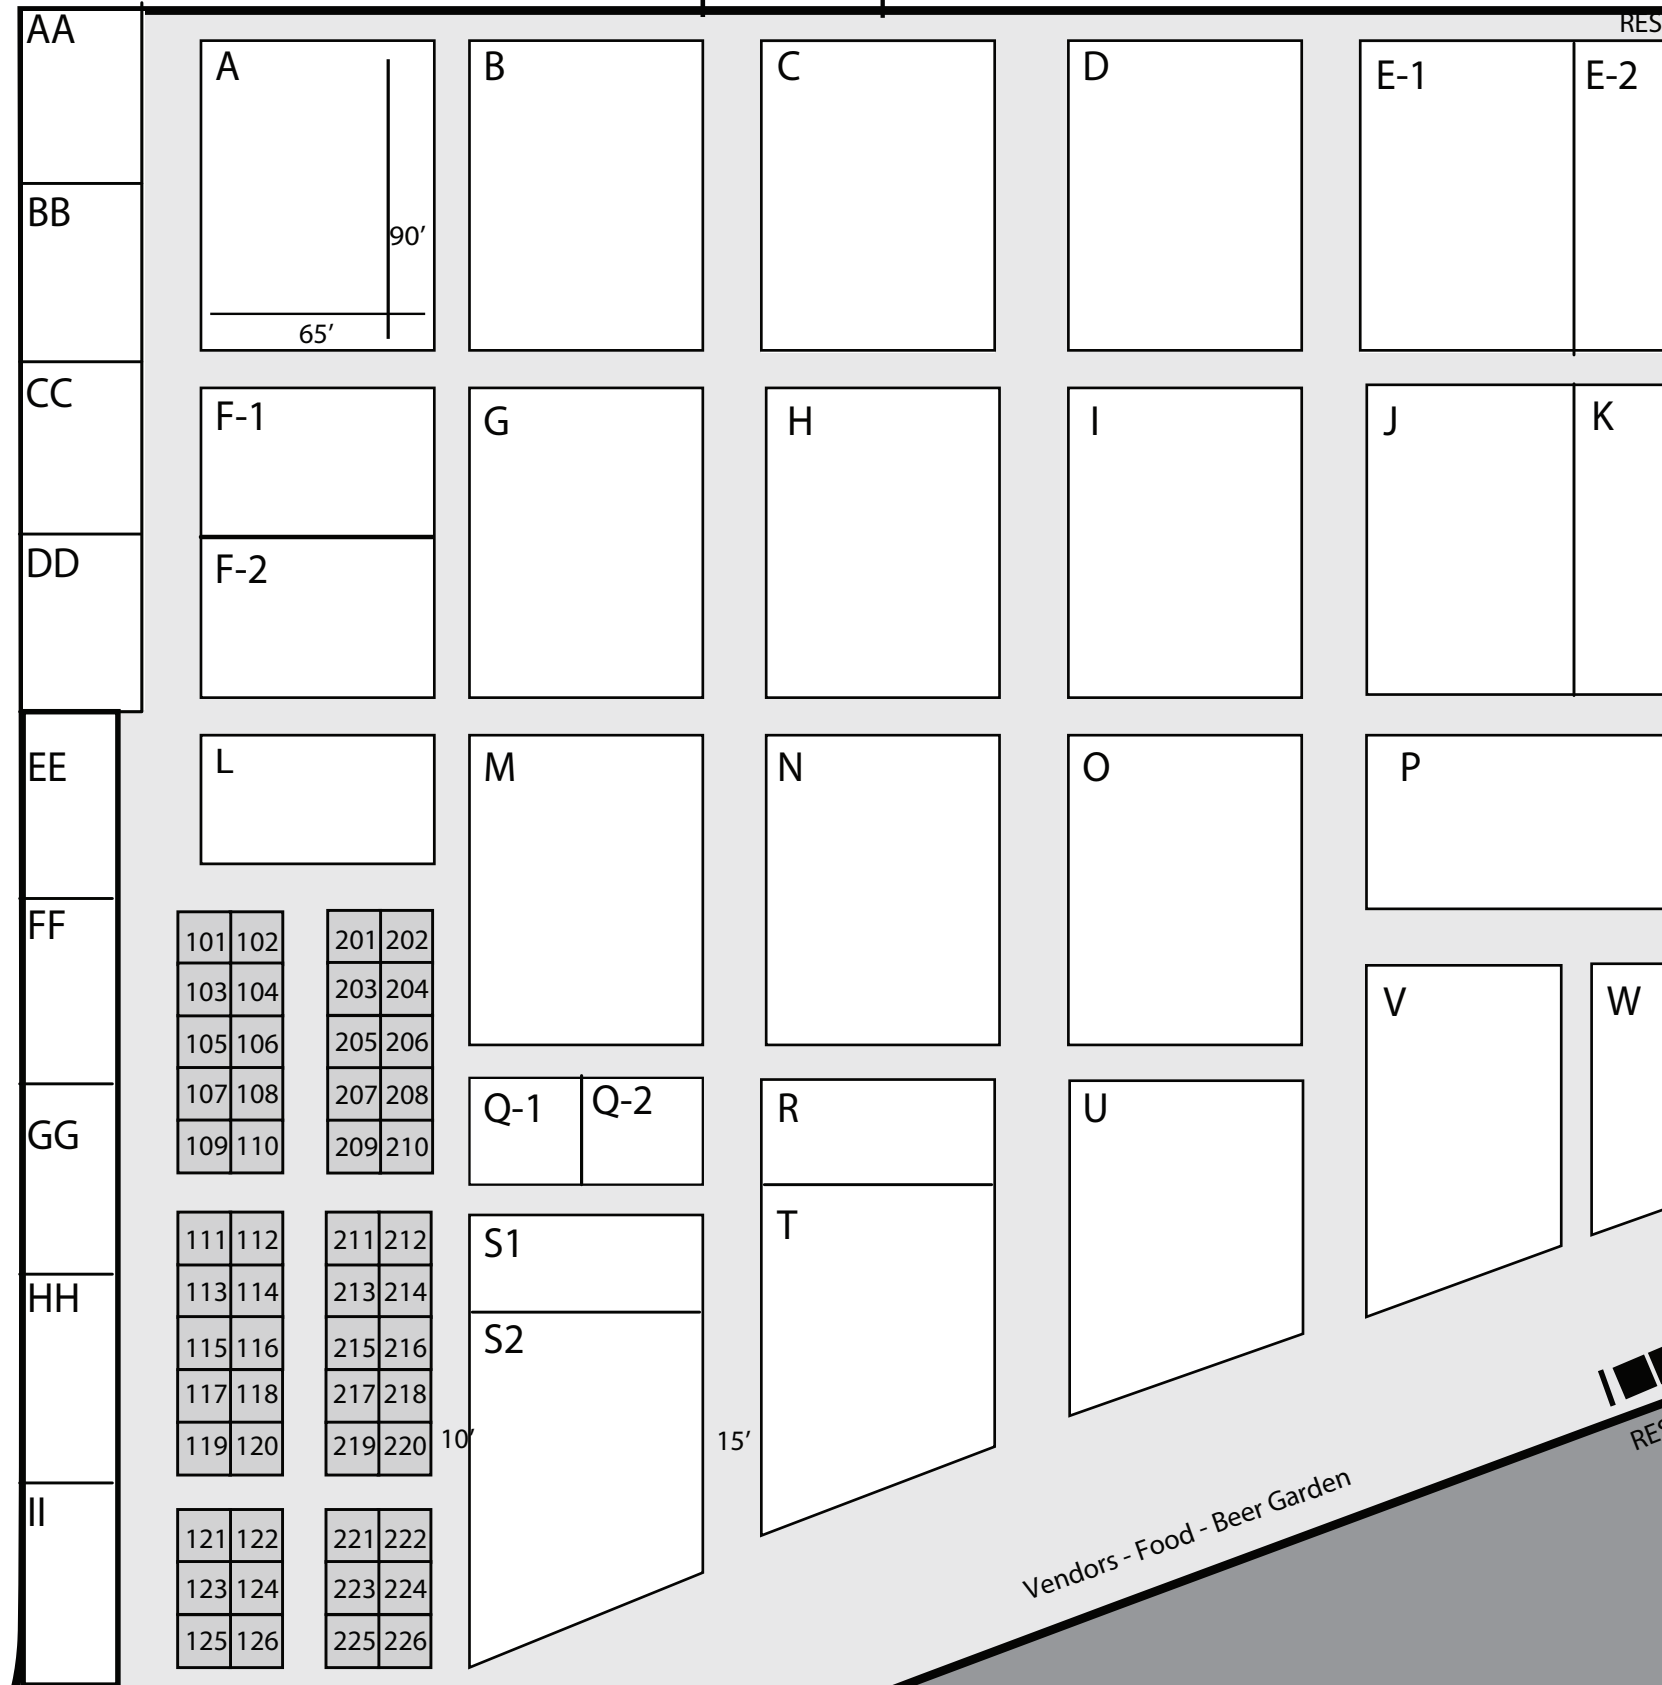 RES
AA
A
B
C
D
E-1
E-2
BB
90’
65’
CC
F-1
G
H
I
J
K
DD
F-2
EE
L
M
N
O
P
FF
101 102
201 202
103 104
203 204
V
W
105 106
205 206
107 108
207 208
GG
109 110
209 210
Q-1
Q-2
R
U
111 112
211 212
S1
T
HH
113 114
213 214
115 116
215 216
S2
117 118
217 218
119 120
219 220
10’
15’
RES
Vendors - Food - Beer Garden
II
121 122
221 222
123 124
223 224
125 126
225 226